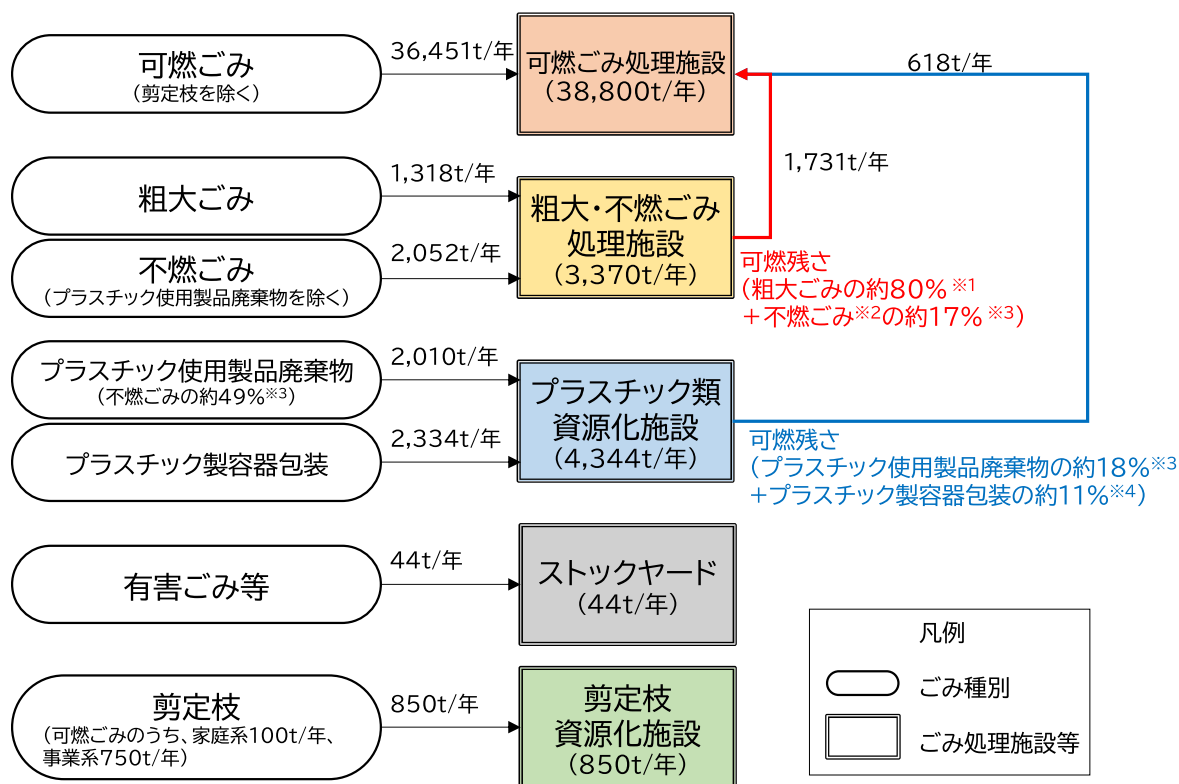 可燃ごみ
（剪定枝を除く）
36,451t/年
可燃ごみ処理施設
（38,800t/年）
618t/年
1,731t/年
粗大ごみ
1,318t/年
不燃ごみ
（プラスチック使用製品廃棄物を除く）
2,052t/年
粗大・不燃ごみ
処理施設
（3,370t/年）
可燃残さ
（粗大ごみの約80%※1
＋不燃ごみ※2の約17%※3）
プラスチック使用製品廃棄物
（不燃ごみの約49%※3）
2,010t/年
プラスチック製容器包装
2,334t/年
プラスチック類
資源化施設
（4,344t/年）
可燃残さ
（プラスチック使用製品廃棄物の約18%※3
+プラスチック製容器包装の約11%※4）
有害ごみ等
44t/年
ストックヤード
（44t/年）
剪定枝
（可燃ごみのうち、家庭系100t/年、
事業系750t/年）
850t/年
剪定枝
資源化施設
（850t/年）
凡例
ごみ種別
ごみ処理施設等